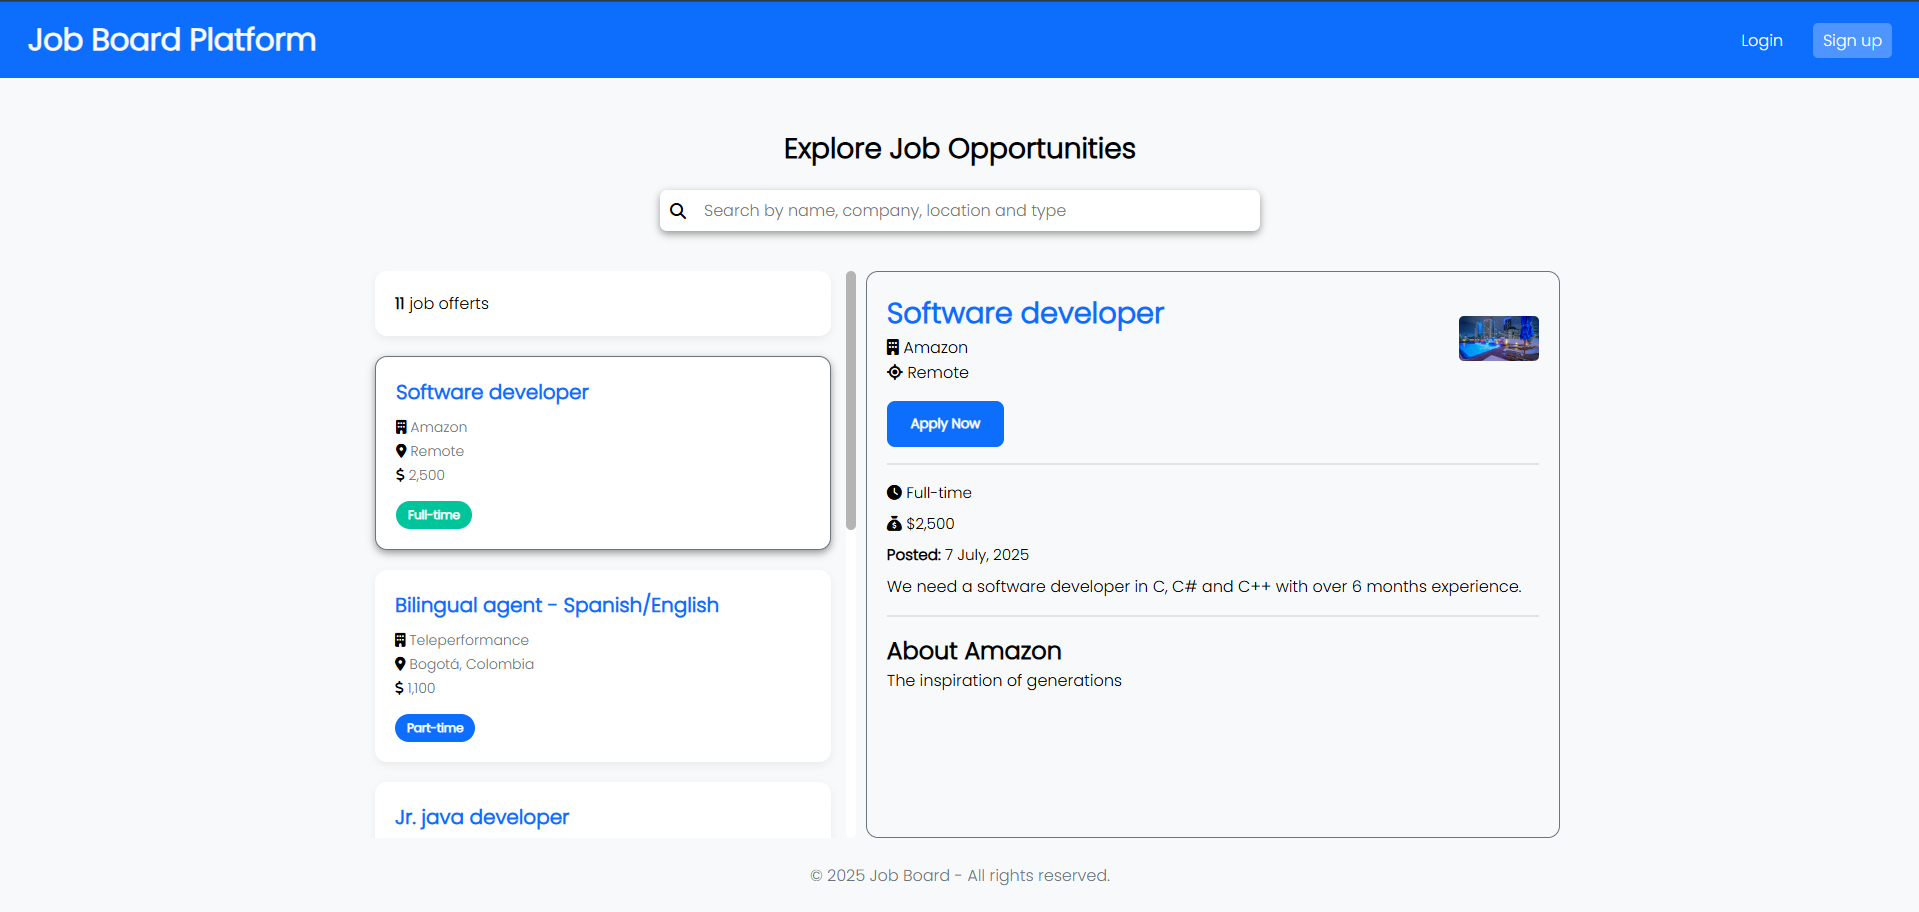 Job Board Platform
Login
Sign up
Explore Job Opportunities
Search by name, company, location and type
11 job offerts
Software developer
Amazon
Remote
$ 2,500
Full-time
Bilingual agent - Spanish/English
Teleperformance
Bogotá, Colombia
$ 1,100
Part-time
Jr. java developer
Software developer
Amazon
Remote
Apply Now
Full-time
$2,500
Posted: 7 July, 2025
We need a software developer in C, C# and C++ with over 6 months experience.
About Amazon
The inspiration of generations
© 2025 Job Board - All rights reserved.